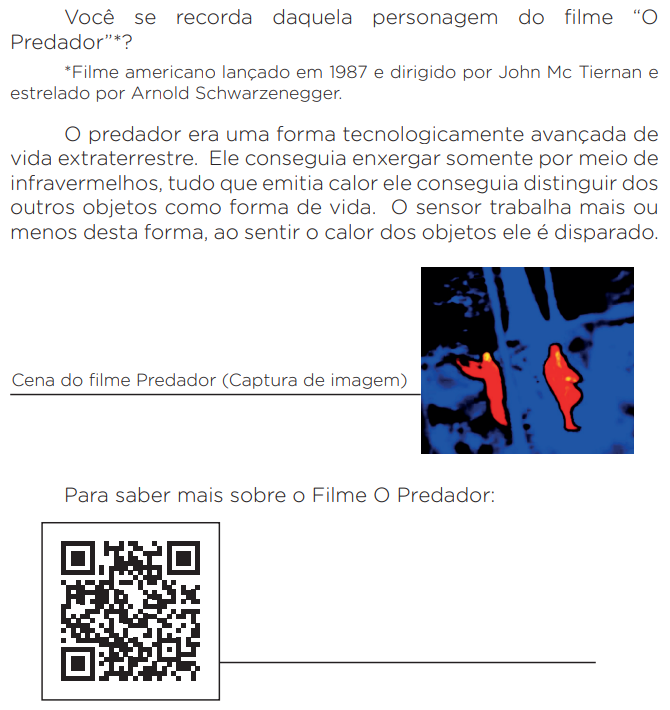 Você se recorda daquela personagem do filme “O
Predador”*?
*Filme americano lançado em 1987 e dirigido por John Mc Tiernan e
estrelado por Arnold Schwarzenegger.
O predador era uma forma tecnologicamente avançada de
vida extraterrestre. Ele conseguia enxergar somente por meio de
infravermelhos, tudo que emitia calor ele conseguia distinguir dos
outros objetos como forma de vida. O sensor trabalha mais ou
menos desta forma, ao sentir o calor dos objetos ele é disparado.
Cena do filme Predador (Captura de imagem)
Para saber mais sobre o Filme O Predador: